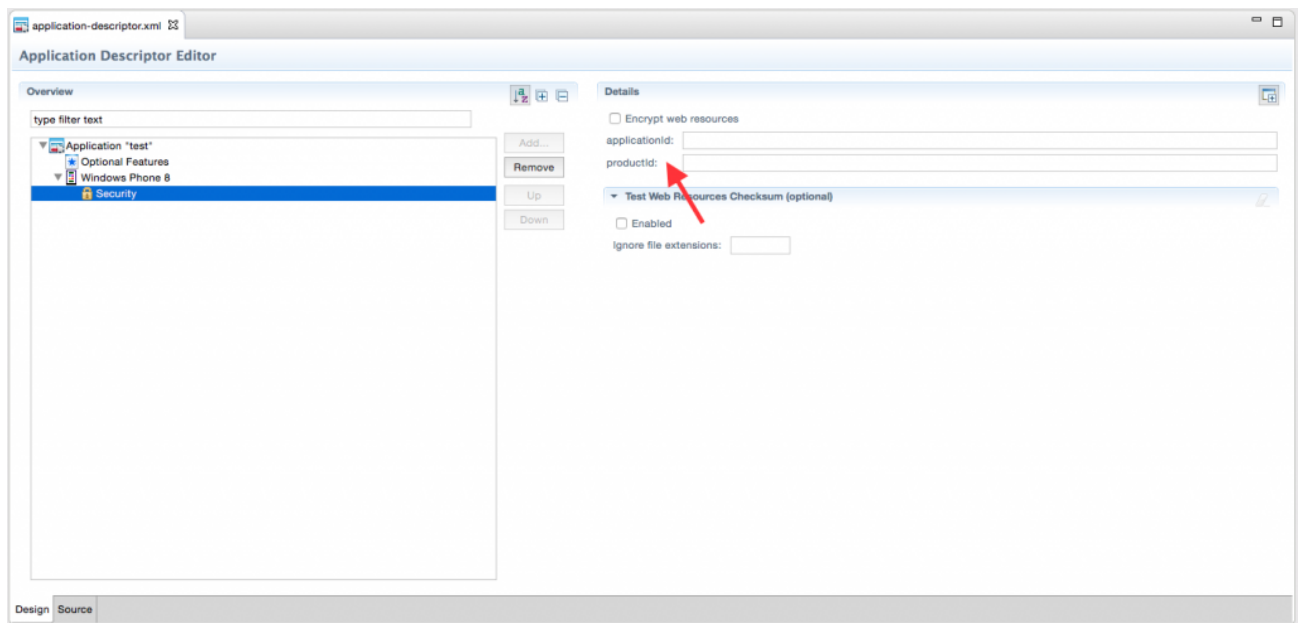 application-descriptor.xml
Application Descriptor Editor
Overview
type filter text
Application "test"
Optional Features
Windows Phone 8
Security
Add...
Remove
Up
Down
Details
Encrypt web resources
applicationId:
productId:
Test Web Resources Checksum (optional)
Enabled
Ignore file extensions:
Design Source